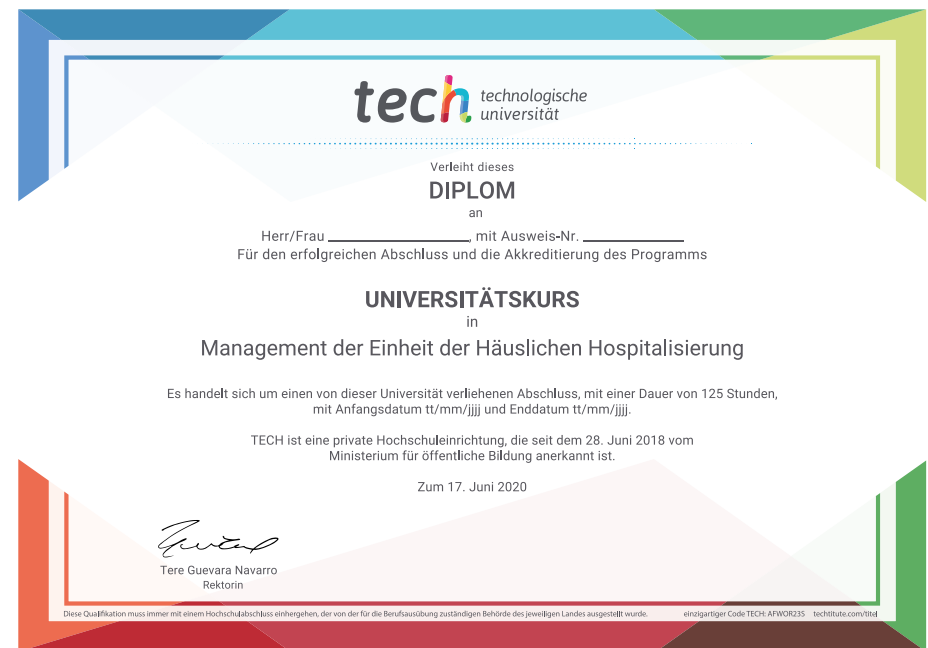 tech technologische
universität
Verleiht dieses
DIPLOM
an
Herr/Frau ____________________, mit Ausweis-Nr. ______________
Für den erfolgreichen Abschluss und die Akkreditierung des Programms
UNIVERSITÄTSKURS
in
Management der Einheit der Häuslichen Hospitalisierung
Es handelt sich um einen von dieser Universität verliehenen Abschluss, mit einer Dauer von 125 Stunden,
mit Anfangsdatum tt/mm/jjjj und Enddatum tt/mm/jjjj.
TECH ist eine private Hochschuleinrichtung, die seit dem 28. Juni 2018 vom
Ministerium für öffentliche Bildung anerkannt ist.
Zum 17. Juni 2020
Tere Guevara Navarro
Rektorin
Diese Qualifikation muss immer mit einem Hochschulabschluss einhergehen, der von der für die Berufsausübung zuständigen Behörde des jeweiligen Landes ausgestellt wurde. einzigartiger Code TECH: AFWOR23S techtitute.com/titel